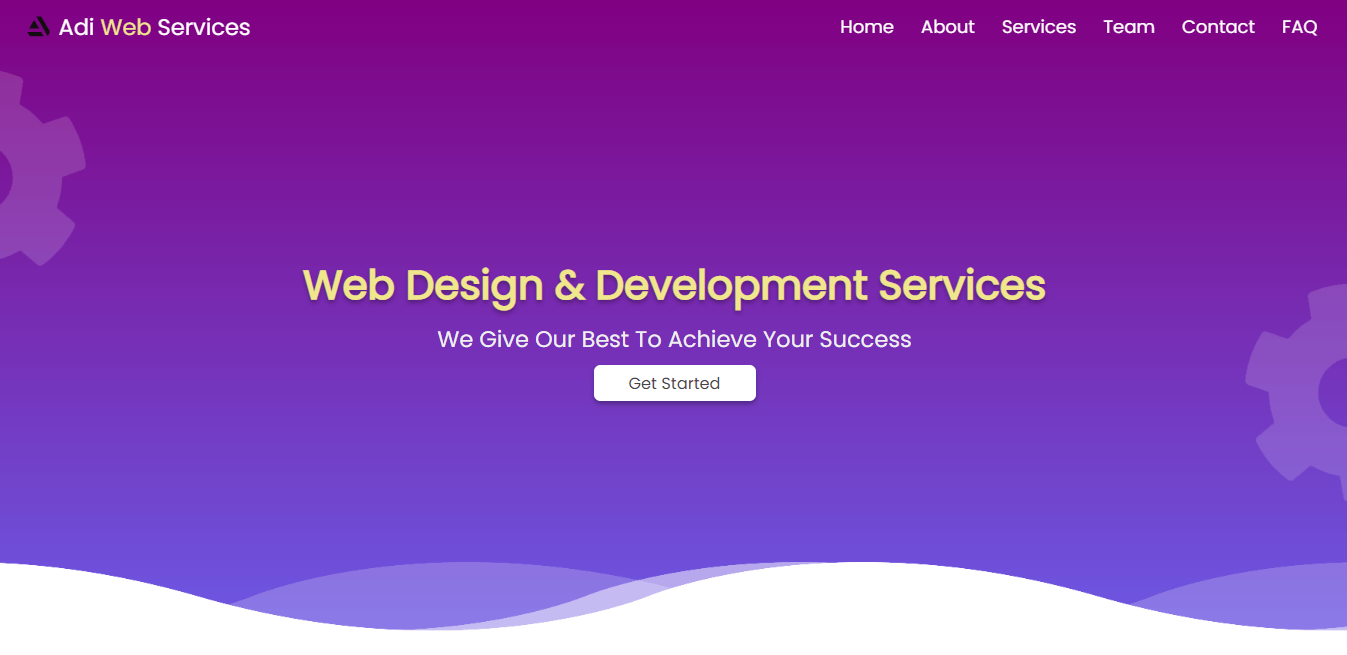 Adi Web Services
Home About Services Team Contact FAQ
Web Design & Development Services
We Give Our Best To Achieve Your Success
Get Started